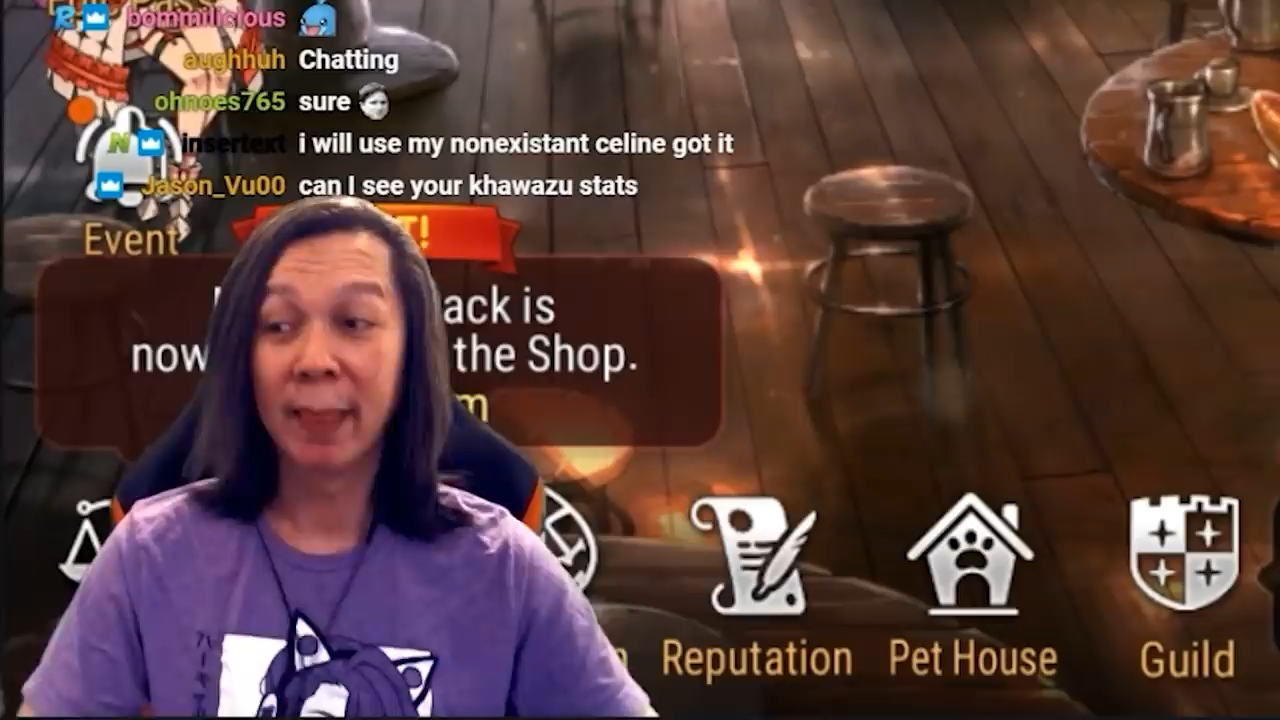 bommilicious
aughhuh Chatting
ohnoes765 sure
insertext i will use my nonexistant celine got it
Jason_Vu00 can I see your khawazu stats
Event
ack is
now the Shop.
Reputation
Pet House
Guild